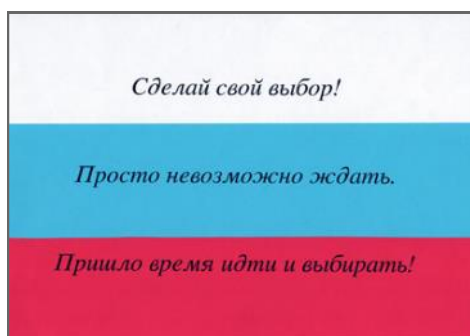 Сделай свой выбор!
Просто невозможно ждать.
Пришло время идти и выбирать!